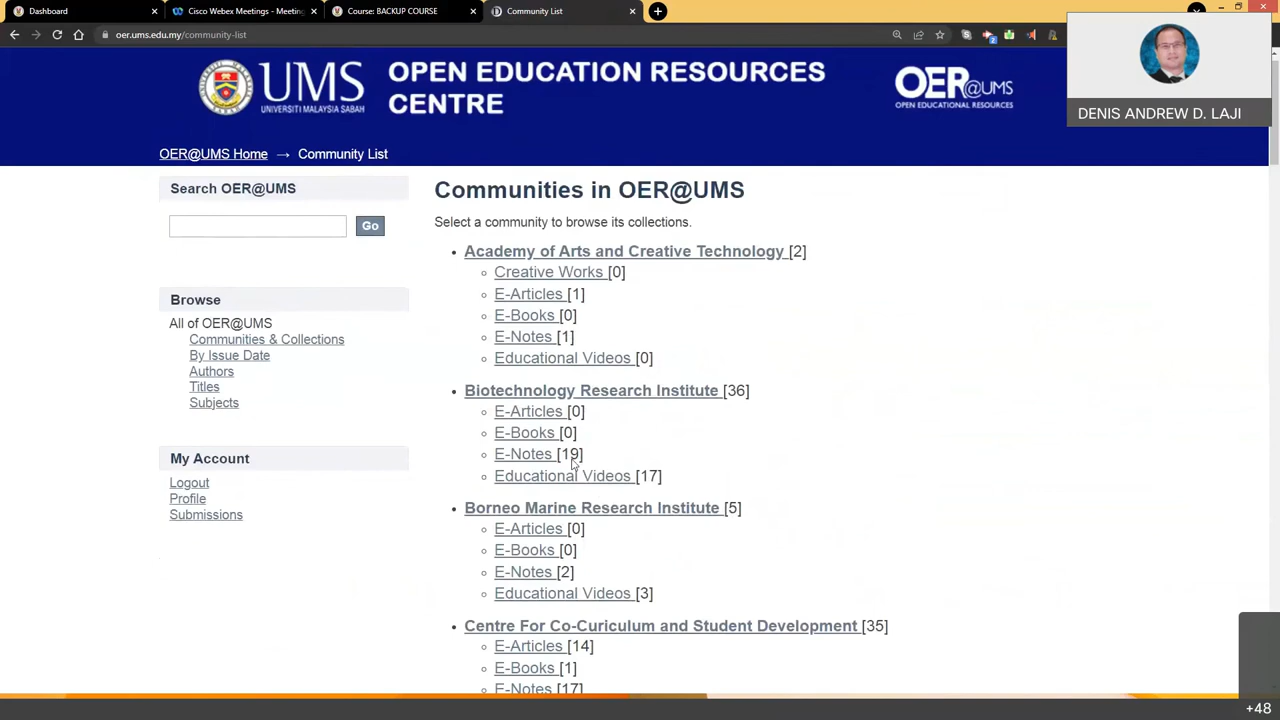 Dashboard
Cisco Webex Meetings - Meeting
Course: BACKUP COURSE
Community List
oer.ums.edu.my/community-list
UMS
UNIVERSITI MALAYSIA SABAH
OPEN EDUCATION RESOURCES
CENTRE
OER@UMS
OPEN EDUCATIONAL RESOURCES
DENIS ANDREW D. LAJI
OER@UMS Home → Community List
Search OER@UMS
Go
Browse
All of OER@UMS
Communities & Collections
By Issue Date
Authors
Titles
Subjects
My Account
Logout
Profile
Submissions
Communities in OER@UMS
Select a community to browse its collections.
Academy of Arts and Creative Technology [2]
Creative Works [0]
E-Articles [1]
E-Books [0]
E-Notes [1]
Educational Videos [0]
Biotechnology Research Institute [36]
E-Articles [0]
E-Books [0]
E-Notes [19]
Educational Videos [17]
Borneo Marine Research Institute [5]
E-Articles [0]
E-Books [0]
E-Notes [2]
Educational Videos [3]
Centre For Co-Curiculum and Student Development [35]
E-Articles [14]
E-Books [1]
E-Notes [17]
+48